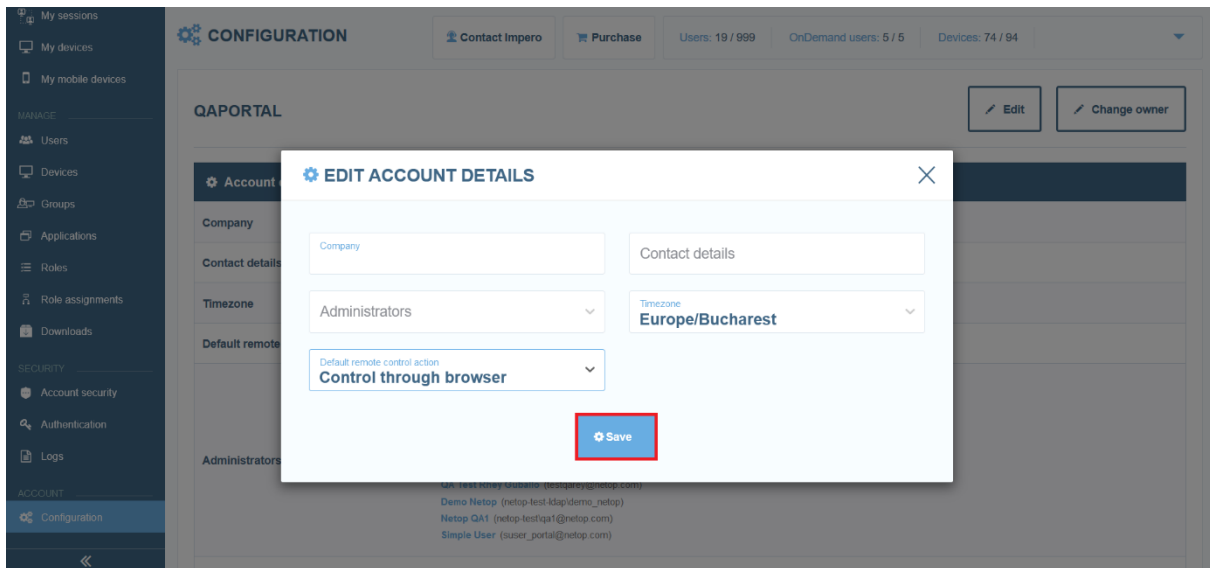 My sessions
My devices
My mobile devices
MANAGE
Users
Devices
Groups
Applications
Roles
Role assignments
Downloads
SECURITY
Account security
Authentication
Logs
ACCOUNT
Configuration
CONFIGURATION
Contact Impero
Purchase
Users: 19 / 999
OnDemand users: 5 / 5
Devices: 74 / 94
QAPORTAL
Edit
Change owner
Account
Company
Contact details
Timezone
Default remote
Administrators
EDIT ACCOUNT DETAILS
Company
Contact details
Administrators
Timezone
Europe/Bucharest
Default remote control action
Control through browser
Save
QA Test Rhey Guballo (testqarey@netop.com)
Demo Netop (netop-test-ldap\demo_netop)
Netop QA1 (netop-test\qa1@netop.com)
Simple User (suser_portal@netop.com)